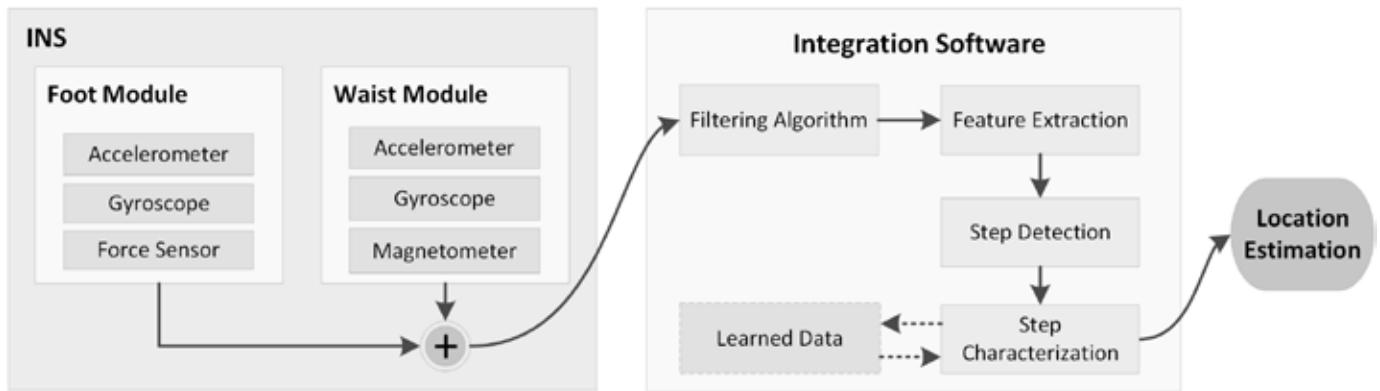 INS
Foot Module
Accelerometer
Gyroscope
Force Sensor
Waist Module
Accelerometer
Gyroscope
Magnetometer
+
Integration Software
Filtering Algorithm
Feature Extraction
Step Detection
Learned Data
Step
Characterization
Location
Estimation